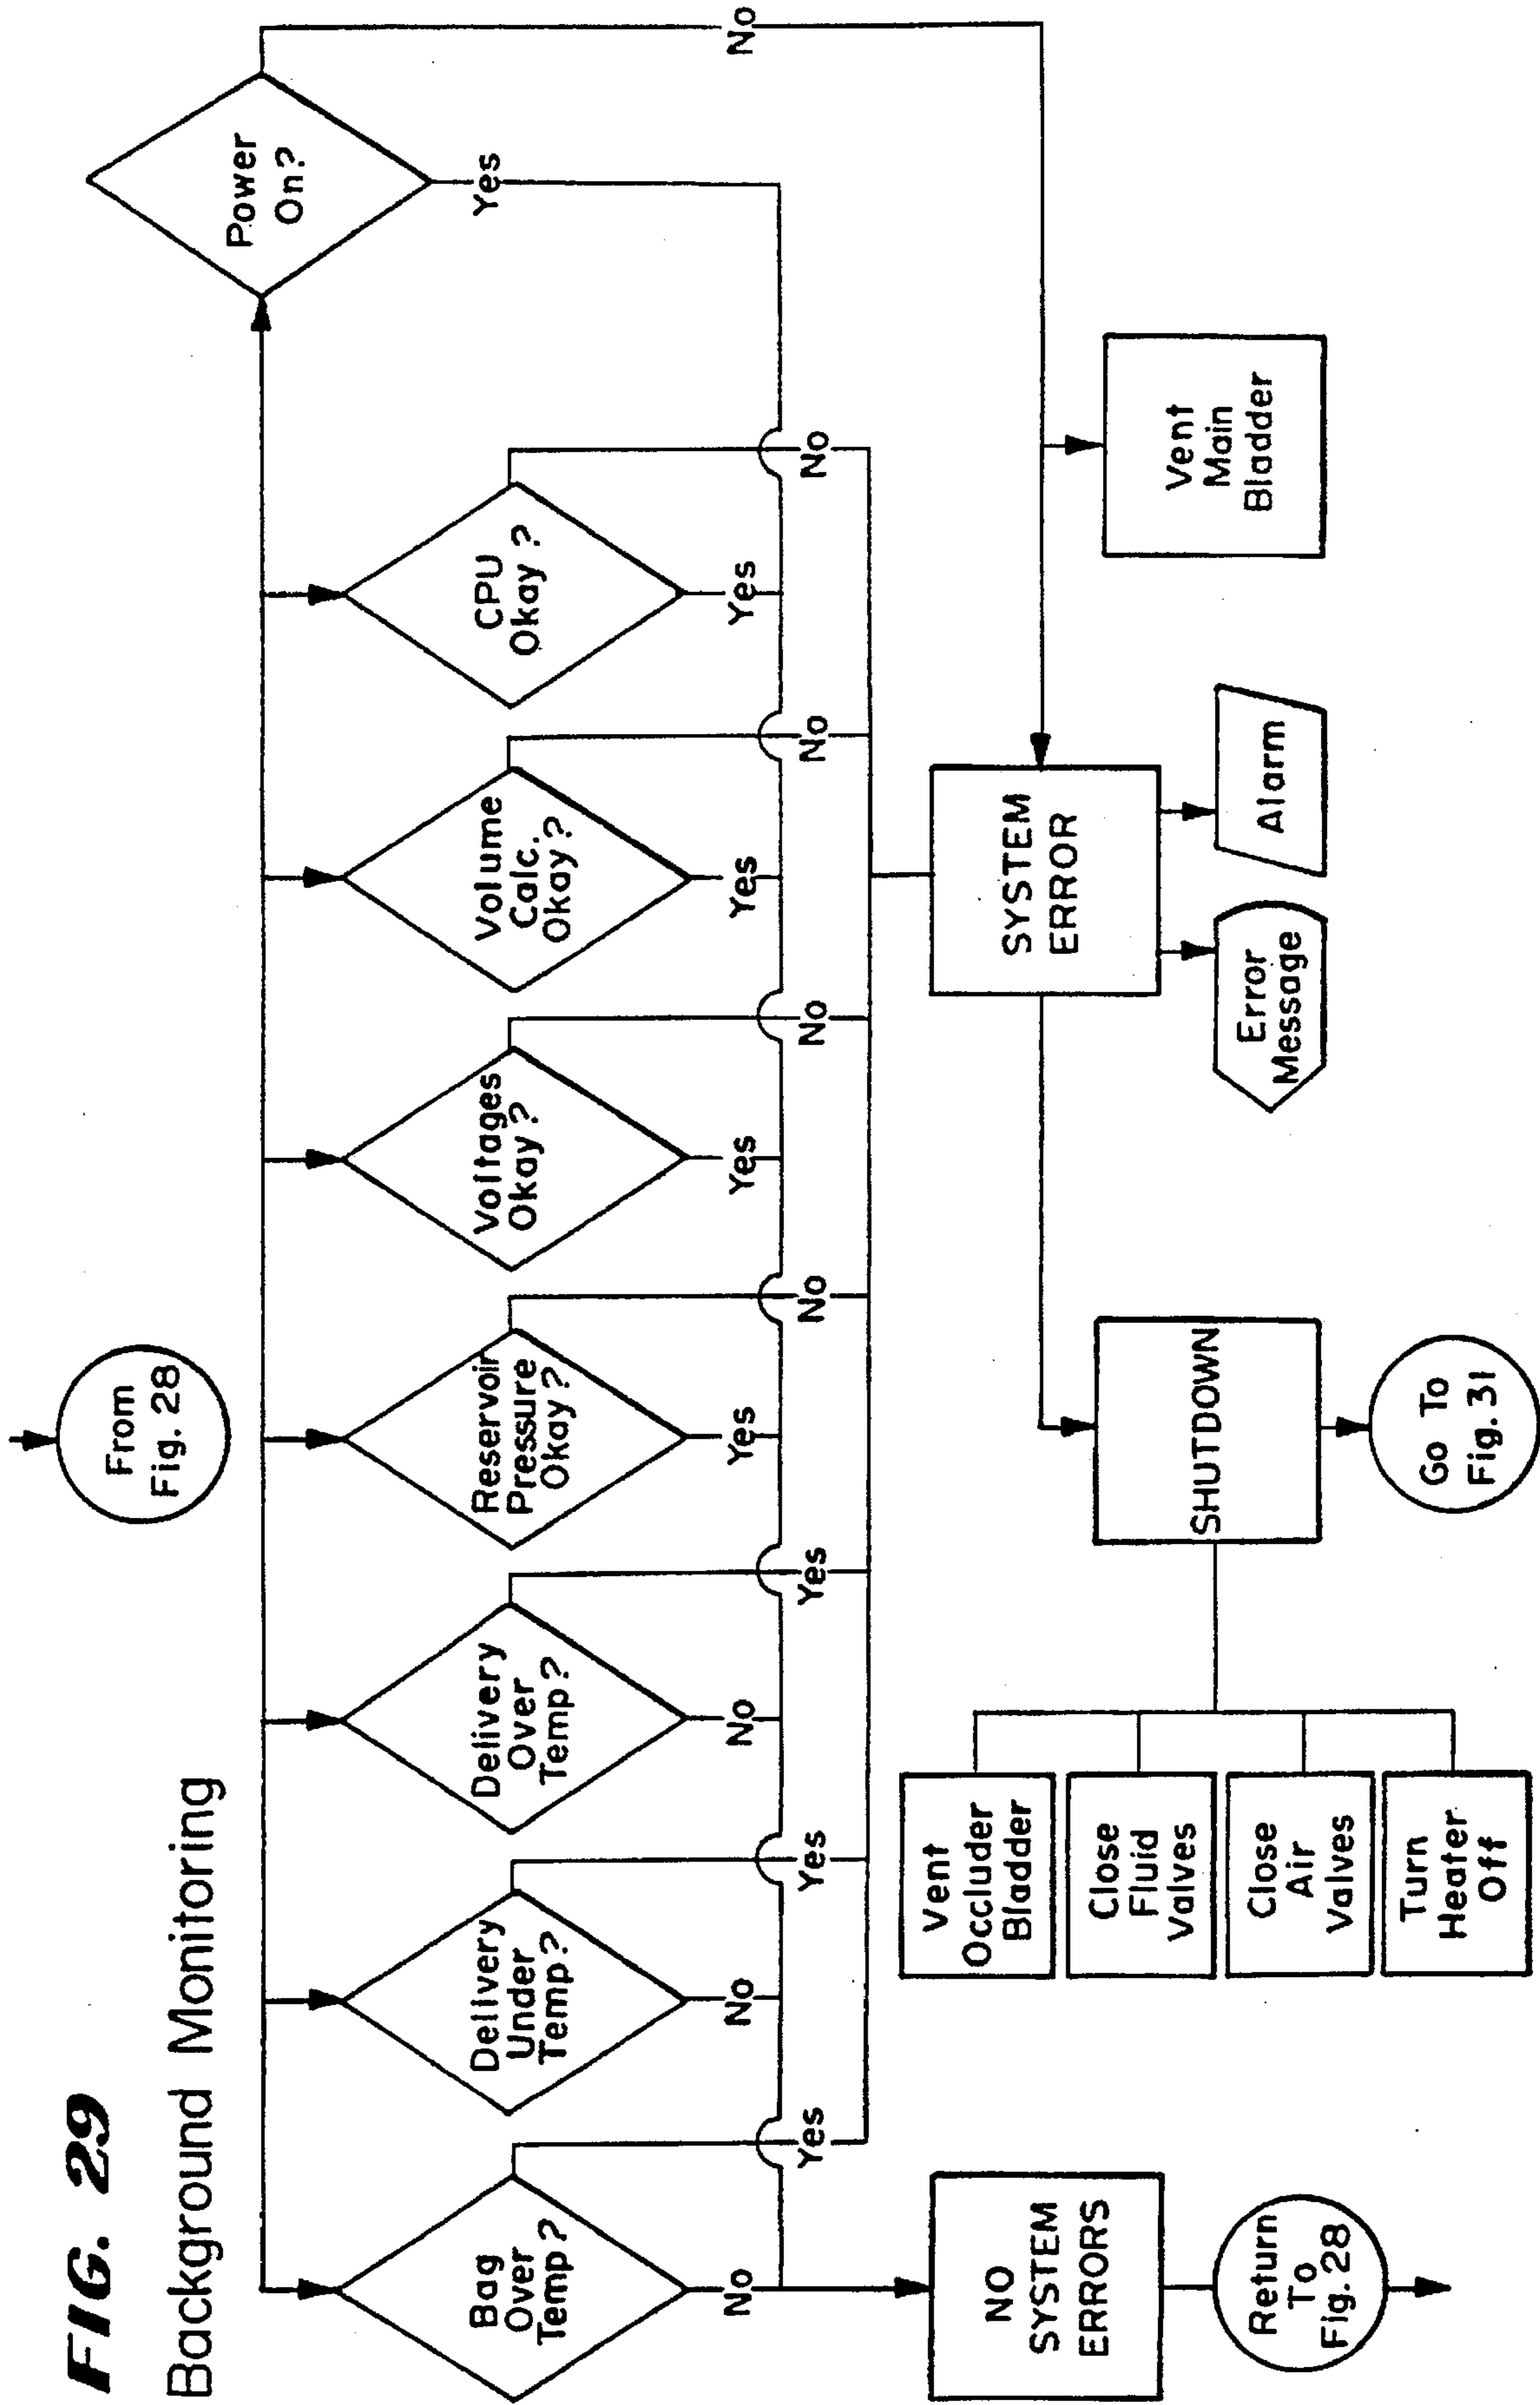 FIG. 29
Background Monitoring
From
Fig. 28
Bag
Over
Temp?
No
Yes
Delivery
Under
Temp?
No
Yes
Delivery
Over
Temp?
No
Yes
Reservoir
Pressure
Okay?
Yes
No
Voltages
Okay?
Yes
No
Volume
Calc.
Okay?
Yes
No
CPU
Okay?
Yes
No
Power
On?
Yes
No
NO
SYSTEM
ERRORS
Return
To
Fig. 28
SYSTEM
ERROR
Error
Message
Alarm
Vent
Main
Bladder
SHUTDOWN
Go To
Fig. 31
Vent
Occluder
Bladder
Close
Fluid
Valves
Close
Air
Valves
Turn
Heater
Off